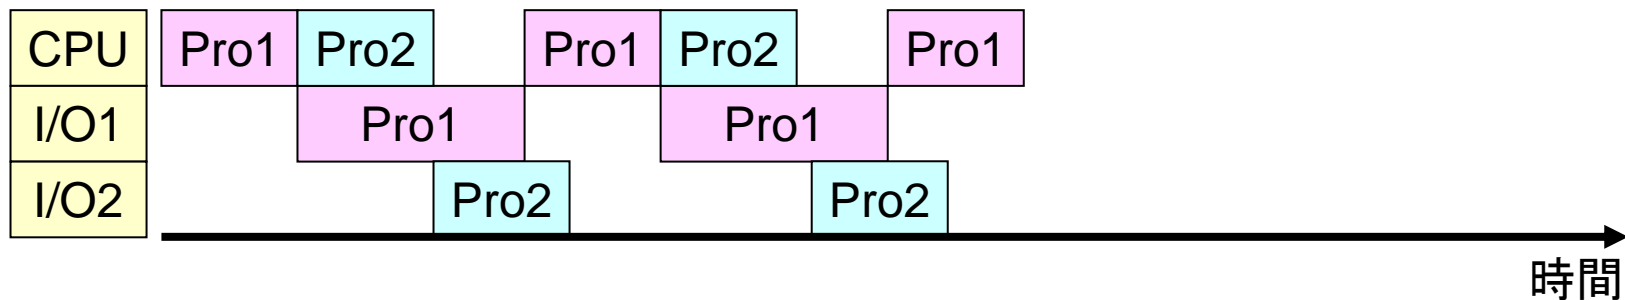 CPU Pro1 Pro2 Pro1 Pro2 Pro1
I/O1 Pro1 Pro1
I/O2 Pro2 Pro2
時間